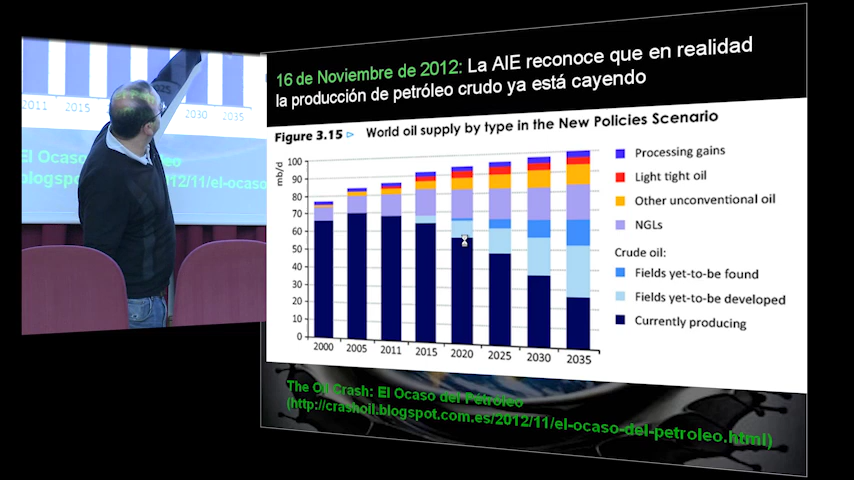 16 de Noviembre de 2012: La AIE reconoce que en realidad
la producción de petróleo crudo ya está cayendo
Figure 3.15 ▷ World oil supply by type in the New Policies Scenario
mb/d
100
90
80
70
60
50
40
30
20
10
0
2000 2005 2011 2015 2020 2025 2030 2035
Processing gains
Light tight oil
Other unconventional oil
NGLs
Crude oil:
Fields yet-to-be found
Fields yet-to-be developed
Currently producing
The Oil Crash: El Ocaso del Petróleo
(http://crashoil.blogspot.com.es/2012/11/el-ocaso-del-petroleo.html)
2011 2015 2030 2035
El Ocaso
blogspo 2012/11/el-ocaso